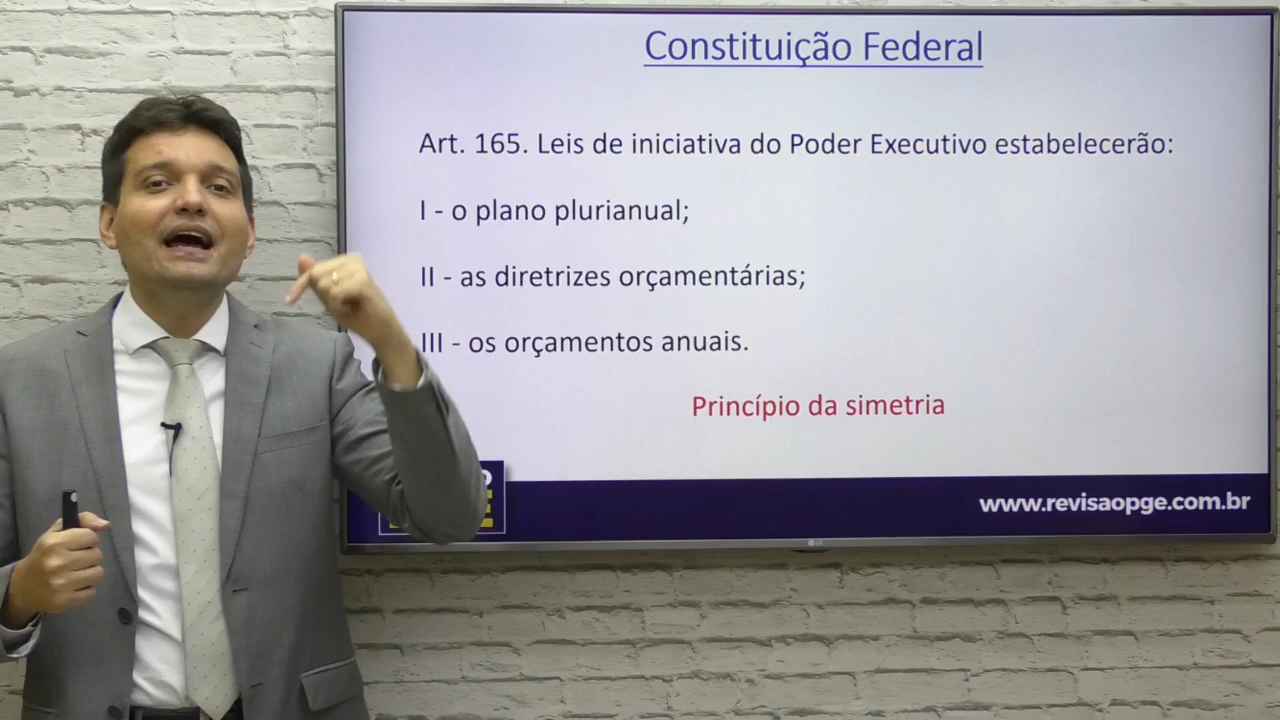 Constituição Federal
Art. 165. Leis de iniciativa do Poder Executivo estabelecerão:
I - o plano plurianual;
II - as diretrizes orçamentárias;
III - os orçamentos anuais.
Princípio da simetria
www.revisaopge.com.br
LG